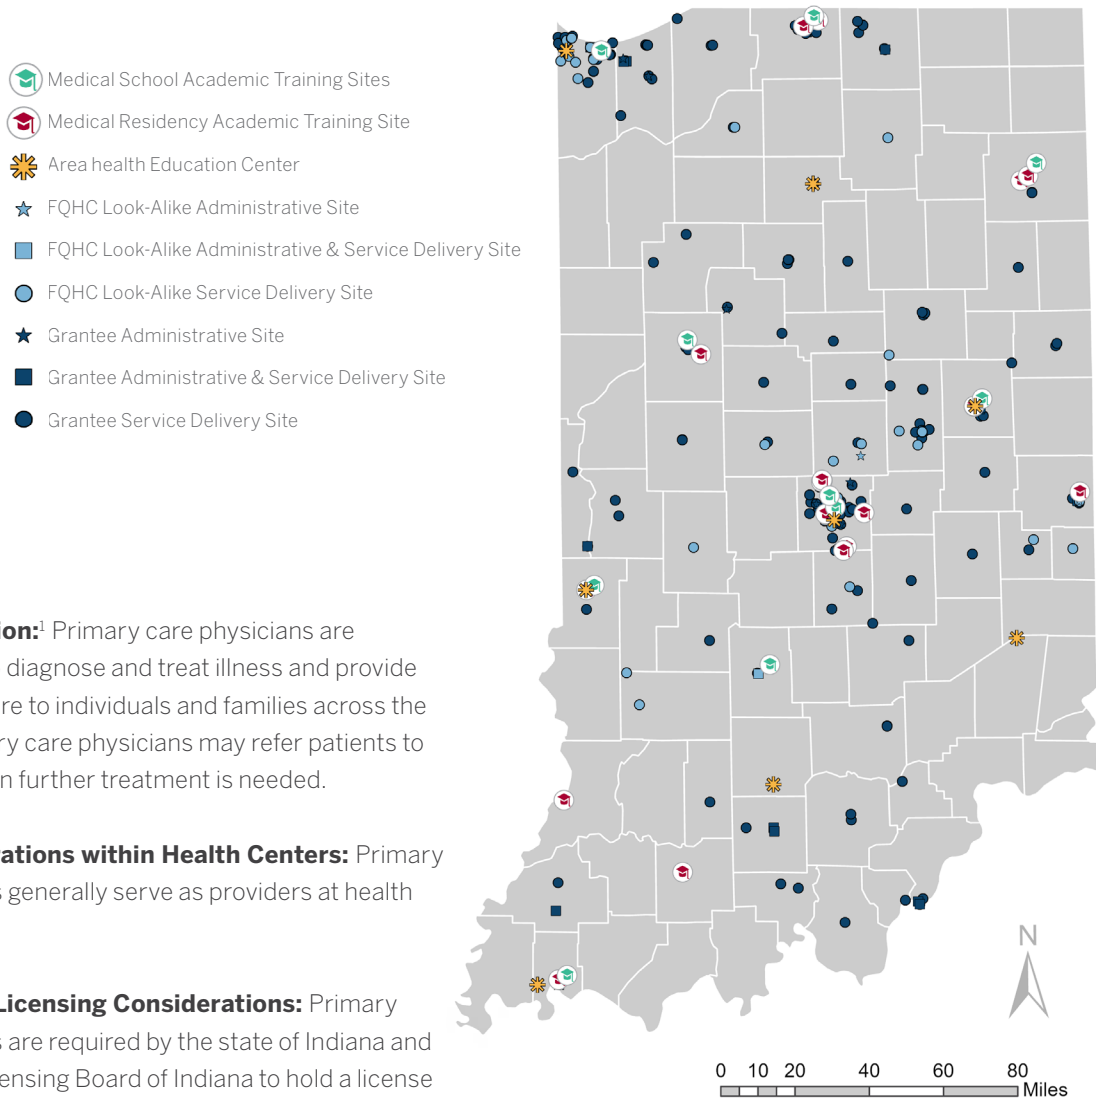 Medical School Academic Training Sites
Medical Residency Academic Training Site
Area health Education Center
FQHC Look-Alike Administrative Site
FQHC Look-Alike Administrative & Service Delivery Site
FQHC Look-Alike Service Delivery Site
Grantee Administrative Site
Grantee Administrative & Service Delivery Site
Grantee Service Delivery Site
ion:¹ Primary care physicians are
diagnose and treat illness and provide
re to individuals and families across the
ry care physicians may refer patients to
n further treatment is needed.
rations within Health Centers: Primary
s generally serve as providers at health
Licensing Considerations: Primary
s are required by the state of Indiana and
ensing Board of Indiana to hold a license
N
0 10 20 40 60 80
Miles